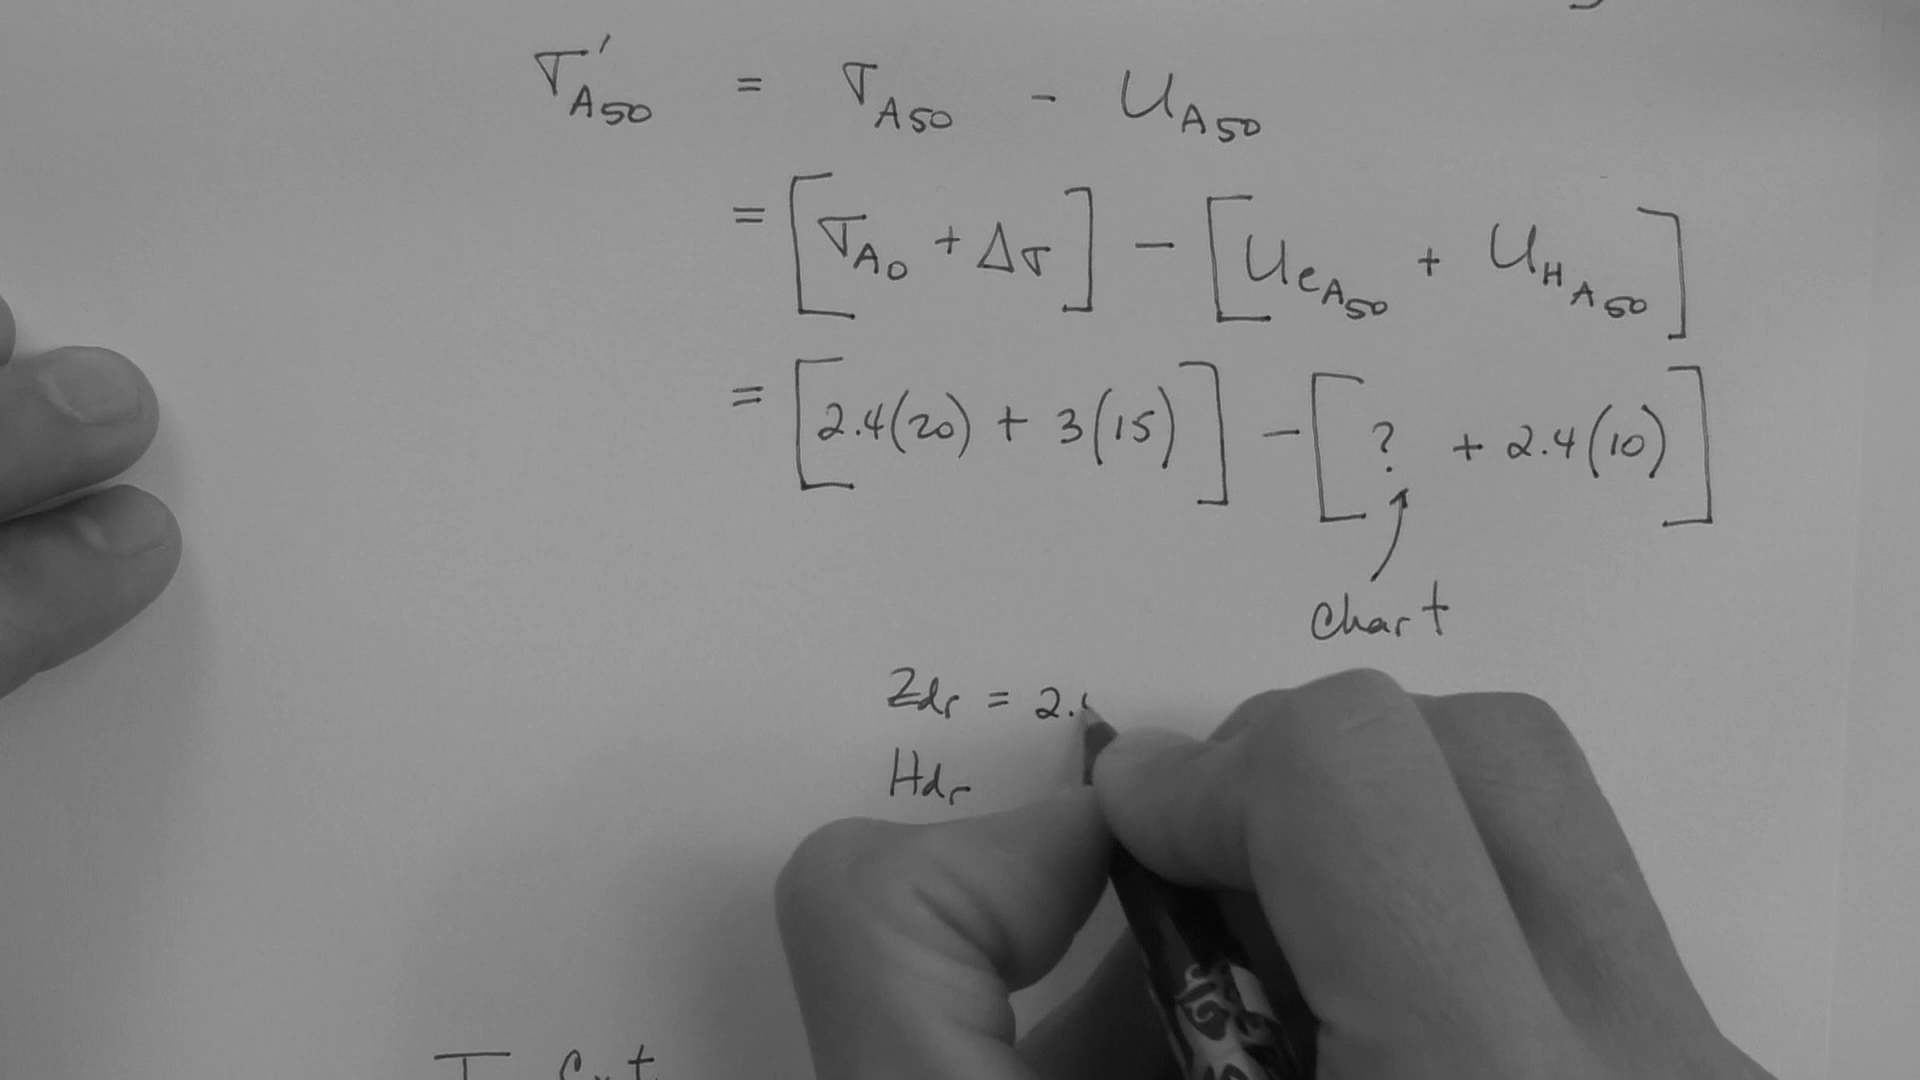 σ'A50 = σA50 - UA50
= [σA0 + Δσ] - [UeA50 + UHA50]
= [2.4(20) + 3(15)] - [? + 2.4(10)]
chart
Zdr = 2.
Hdr